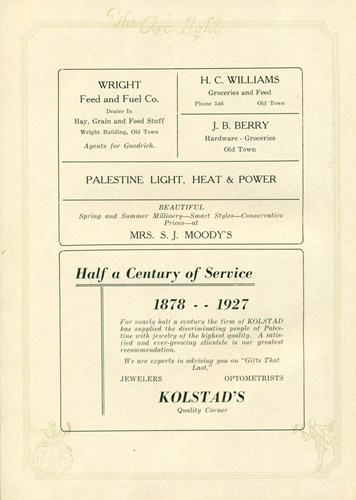 The Arc Light
WRIGHT
Feed and Fuel Co.
Dealer In
Hay, Grain and Feed Stuff
Wright Building, Old Town
Agents for Goodrich.
H. C. WILLIAMS
Groceries and Feed
Phone 546 Old Town
J. B. BERRY
Hardware - Groceries
Old Town
PALESTINE LIGHT, HEAT & POWER
BEAUTIFUL
Spring and Summer Millinery—Smart Styles—Conservative
Prices—at
MRS. S. J. MOODY'S
Half a Century of Service
1878 - - 1927
For nearly half a century the firm of KOLSTAD
has supplied the discriminating people of Pales-
tine with jewelry of the highest quality. A satis-
fied and ever-growing clientele is our greatest
recommendation.
We are experts in advising you on "Gifts That
Last."
JEWELERS OPTOMETRISTS
KOLSTAD'S
Quality Corner